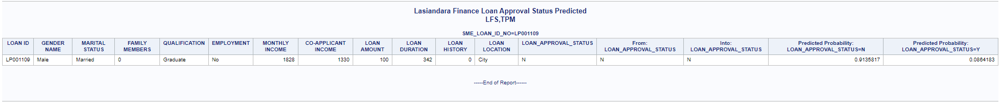 Lasiandara Finance Loan Approval Status Predicted
LFS,TPM
SME_LOAN_ID_NO=LP001109
LOAN ID GENDER NAME MARITAL STATUS FAMILY MEMBERS QUALIFICATION EMPLOYMENT MONTHLY INCOME CO-APPLICANT INCOME LOAN AMOUNT LOAN DURATION LOAN HISTORY LOAN LOCATION LOAN_APPROVAL_STATUS From: LOAN_APPROVAL_STATUS Into: LOAN_APPROVAL_STATUS Predicted Probability: LOAN_APPROVAL_STATUS=N Predicted Probability: LOAN_APPROVAL_STATUS=Y
LP001109 Male Married 0 Graduate No 1828 1330 100 342 0 City N N N 0.9135817 0.0864183
-----End of Report------